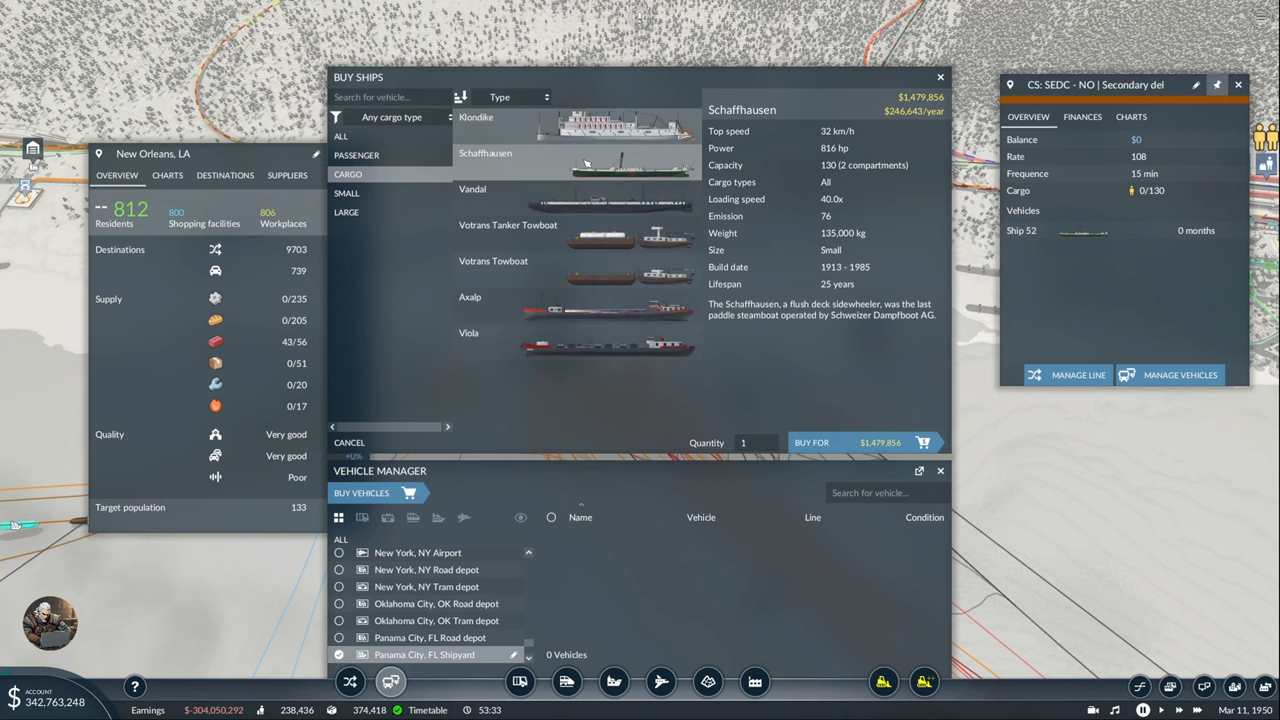 New Orleans, LA
OVERVIEW CHARTS DESTINATIONS SUPPLIERS
-- 812 800 806
Residents Shopping facilities Workplaces
Destinations 9703
739
Supply 0/235
0/205
43/56
0/51
0/20
0/17
Quality Very good
Very good
Poor
Target population 133
BUY SHIPS
Search for vehicle... Type
Any cargo type
ALL
PASSENGER
CARGO
SMALL
LARGE
Klondike
Schaffhausen
Vandal
Votrans Tanker Towboat
Votrans Towboat
Axalp
Viola
$1,479,856
Schaffhausen $246,643/year
Top speed 32 km/h
Power 816 hp
Capacity 130 (2 compartments)
Cargo types All
Loading speed 40.0x
Emission 76
Weight 135,000 kg
Size Small
Build date 1913 - 1985
Lifespan 25 years
The Schaffhausen, a flush deck sidewheeler, was the last
paddle steamboat operated by Schweizer Dampfboot AG.
CANCEL Quantity 1 BUY FOR $1,479,856
+0%
VEHICLE MANAGER
BUY VEHICLES Search for vehicle...
Name Vehicle Line Condition
ALL
New York, NY Airport
New York, NY Road depot
New York, NY Tram depot
Oklahoma City, OK Road depot
Oklahoma City, OK Tram depot
Panama City, FL Road depot
Panama City, FL Shipyard 0 Vehicles
CS: SEDC - NO | Secondary del
OVERVIEW FINANCES CHARTS
Balance $0
Rate 108
Frequence 15 min
Cargo 0/130
Vehicles
Ship 52 0 months
MANAGE LINE MANAGE VEHICLES
$ ACCOUNT
342,763,248
?
Earnings $-304,050,292 238,436 374,418 Timetable 53:33 Mar 11, 1950